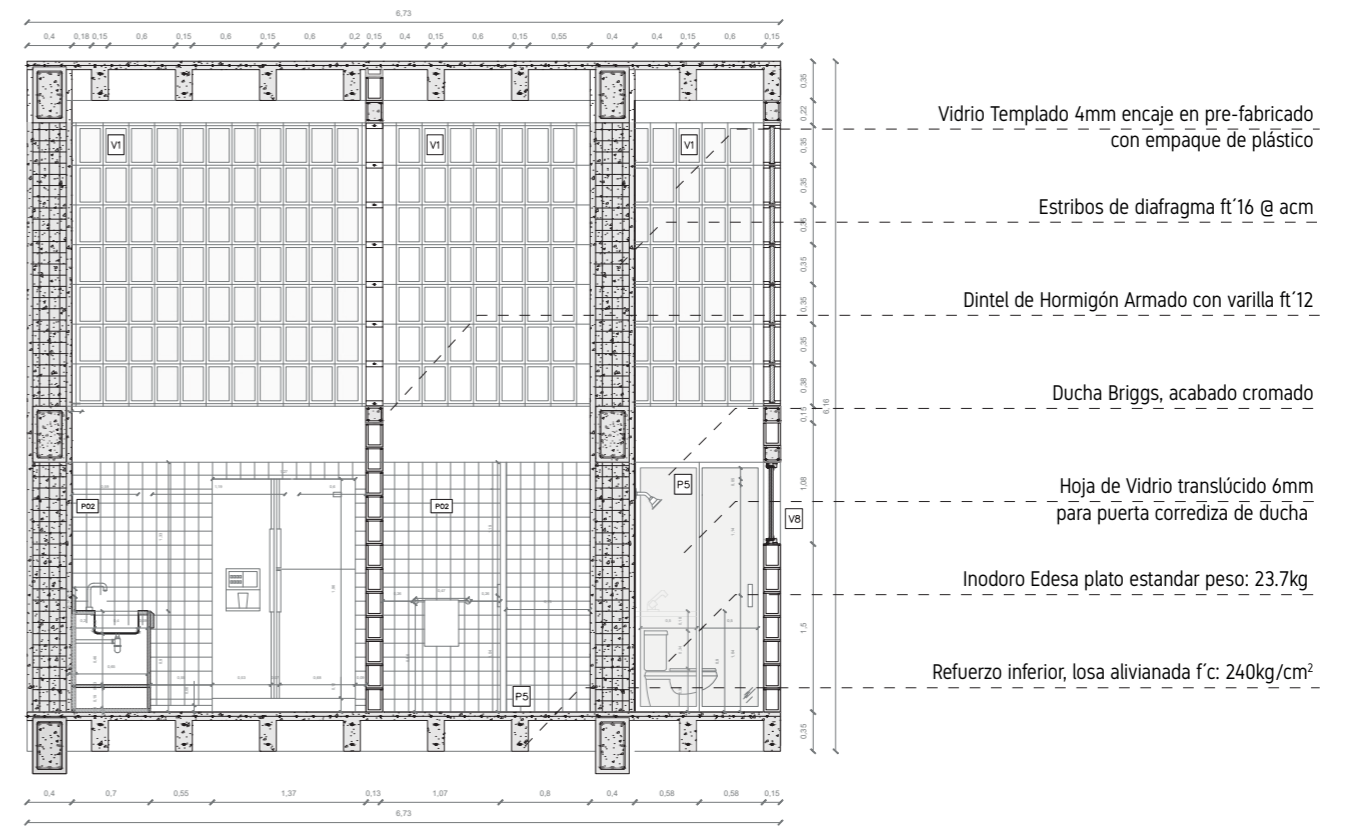 6,73
0,4 0,18 0,15 0,6 0,15 0,6 0,15 0,6 0,2 0,15 0,4 0,15 0,6 0,15 0,55 0,4 0,4 0,15 0,6 0,15
0,35
0,22
0,35
0,35
0,35
0,35
0,35
0,35
0,38
0,15
6,16
1,08
1,5
0,35
V1 V1 V1
Vidrio Templado 4mm encaje en pre-fabricado
con empaque de plástico
Estribos de diafragma ft´16 @ acm
Dintel de Hormigón Armado con varilla ft´12
Ducha Briggs, acabado cromado
P5
Hoja de Vidrio translúcido 6mm
para puerta corrediza de ducha
P02 P02 V8
Inodoro Edesa plato estandar peso: 23.7kg
Refuerzo inferior, losa alivianada f´c: 240kg/cm²
P5
0,4 0,7 0,55 1,37 0,13 1,07 0,8 0,4 0,58 0,58 0,15
6,73